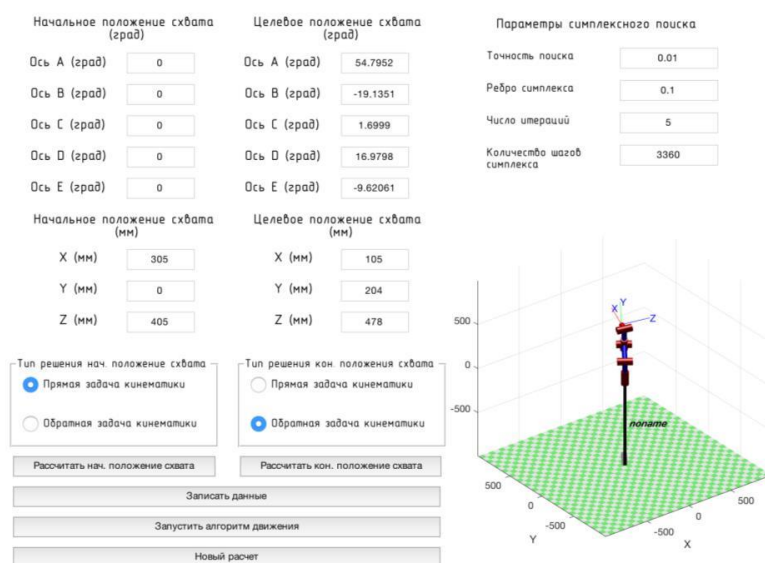 Начальное положение схвата
(град)
Ось A (град)
0
Ось B (град)
0
Ось C (град)
0
Ось D (град)
0
Ось E (град)
0
Целевое положение схвата
(град)
Ось A (град)
54.7952
Ось B (град)
-19.1351
Ось C (град)
1.6999
Ось D (град)
16.9798
Ось E (град)
-9.62061
Параметры симплексного поиска
Точность поиска
0.01
Ребро симплекса
0.1
Число итераций
5
Количество шагов
симплекса
3360
Начальное положение схвата
(мм)
X (мм)
305
Y (мм)
0
Z (мм)
405
Целевое положение схвата
(мм)
X (мм)
105
Y (мм)
204
Z (мм)
478
Тип решения нач. положение схвата
Прямая задача кинематики
Обратная задача кинематики
Тип решения кон. положения схвата
Прямая задача кинематики
Обратная задача кинематики
Рассчитать нач. положение схвата
Рассчитать кон. положение схвата
Записать данные
Запустить алгоритм движения
Новый расчет
500
0
-500
X
Y
Z
noname
500
0
-500
Y
-500
0
500
X